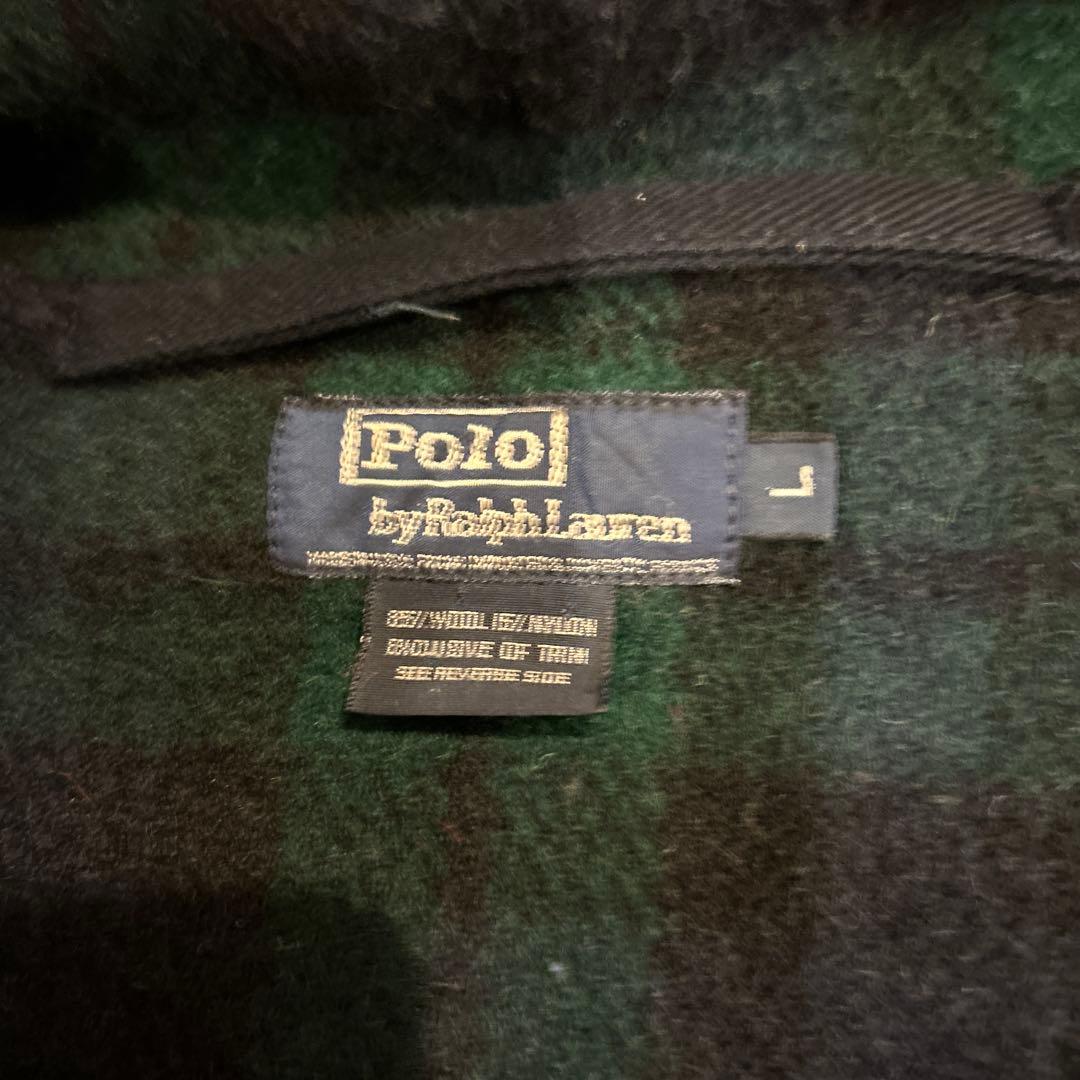 Polo
by Ralph Lauren
L
85% WOOL 15% NYLON
EXCLUSIVE OF TRIM
SEE REVERSE SIDE